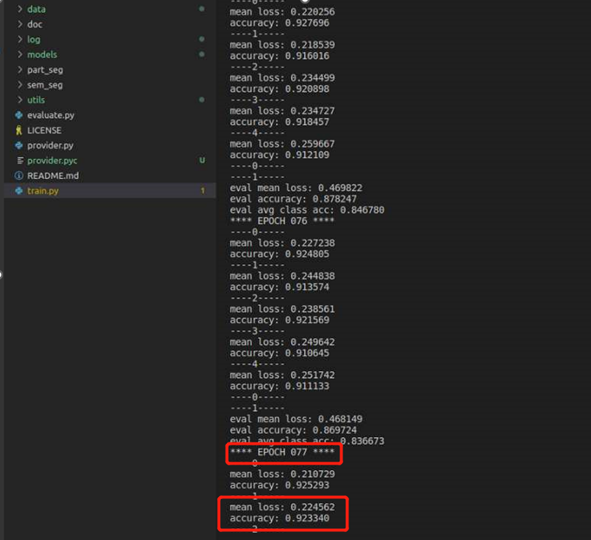 data
doc
log
models
part_seg
sem_seg
utils
evaluate.py
LICENSE
provider.py
provider.pyc U
README.md
train.py 1
mean loss: 0.220256
accuracy: 0.927696
----1-----
mean loss: 0.218539
accuracy: 0.916016
----2-----
mean loss: 0.234499
accuracy: 0.920898
----3-----
mean loss: 0.234727
accuracy: 0.918457
----4-----
mean loss: 0.259667
accuracy: 0.912109
----0-----
----1-----
eval mean loss: 0.469822
eval accuracy: 0.878247
eval avg class acc: 0.846780
**** EPOCH 076 ****
----0-----
mean loss: 0.227238
accuracy: 0.924805
----1-----
mean loss: 0.244838
accuracy: 0.913574
----2-----
mean loss: 0.238561
accuracy: 0.921569
----3-----
mean loss: 0.249642
accuracy: 0.910645
----4-----
mean loss: 0.251742
accuracy: 0.911133
----0-----
----1-----
eval mean loss: 0.468149
eval accuracy: 0.869724
eval avg class acc: 0.836673
**** EPOCH 077 ****
mean loss: 0.210729
accuracy: 0.925293
mean loss: 0.224562
accuracy: 0.923340